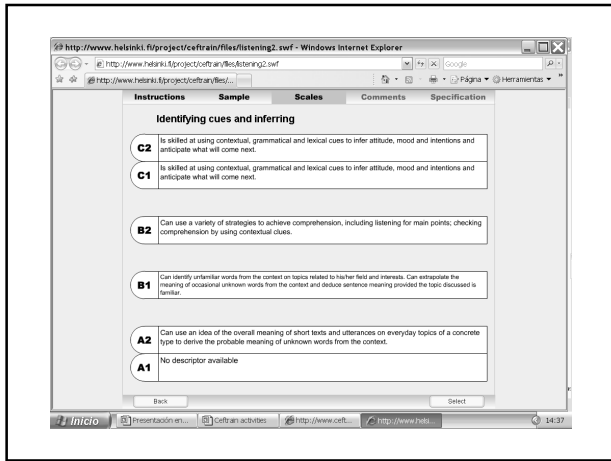 http://www.helsinki.fi/project/ceftrain/files/listening2.swf - Windows Internet Explorer
http://www.helsinki.fi/project/ceftrain/files/listening2.swf
Google
http://www.helsinki.fi/project/ceftrain/files/...
Página
Herramientas
Instructions Sample Scales Comments Specification
Identifying cues and inferring
C2
Is skilled at using contextual, grammatical and lexical cues to infer attitude, mood and intentions and
anticipate what will come next.
C1
Is skilled at using contextual, grammatical and lexical cues to infer attitude, mood and intentions and
anticipate what will come next.
B2
Can use a variety of strategies to achieve comprehension, including listening for main points; checking
comprehension by using contextual clues.
B1
Can identify unfamiliar words from the context on topics related to his/her field and interests. Can extrapolate the
meaning of occasional unknown words from the context and deduce sentence meaning provided the topic discussed is
familiar.
A2
Can use an idea of the overall meaning of short texts and utterances on everyday topics of a concrete
type to derive the probable meaning of unknown words from the context.
A1
No descriptor available
Back Select
Inicio Presentación en... Ceftrain activities http://www.ceft... http://www.hels... 14:37